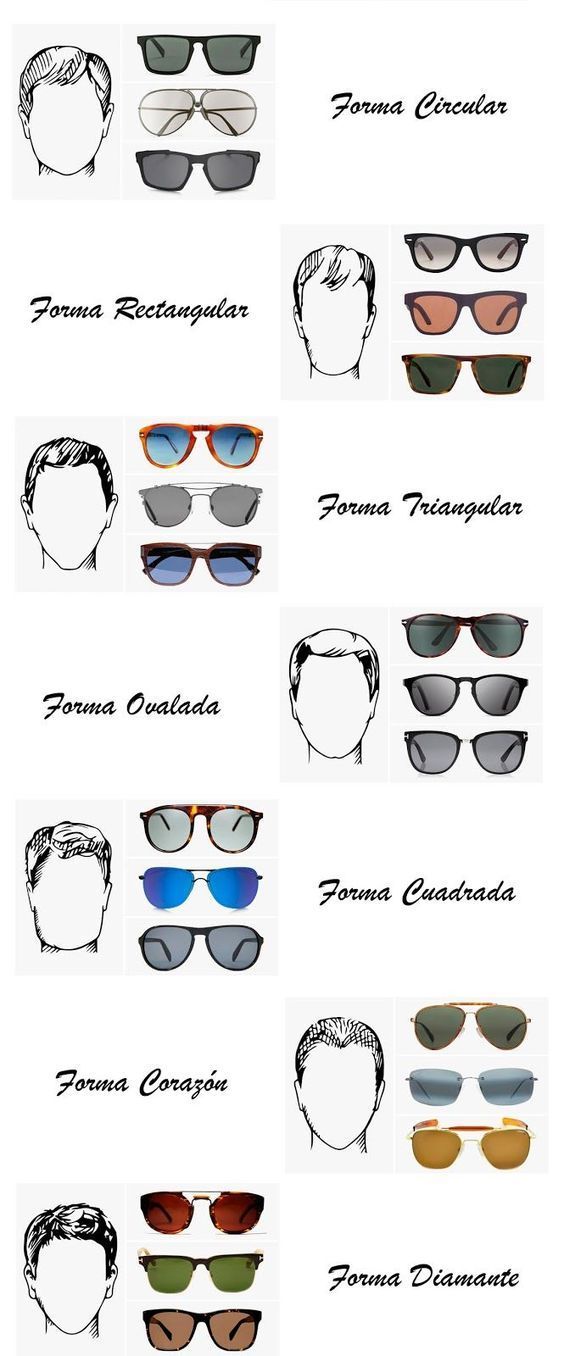 Forma Circular
Forma Rectangular
Forma Triangular
Forma Ovalada
Forma Cuadrada
Forma Corazón
Forma Diamante